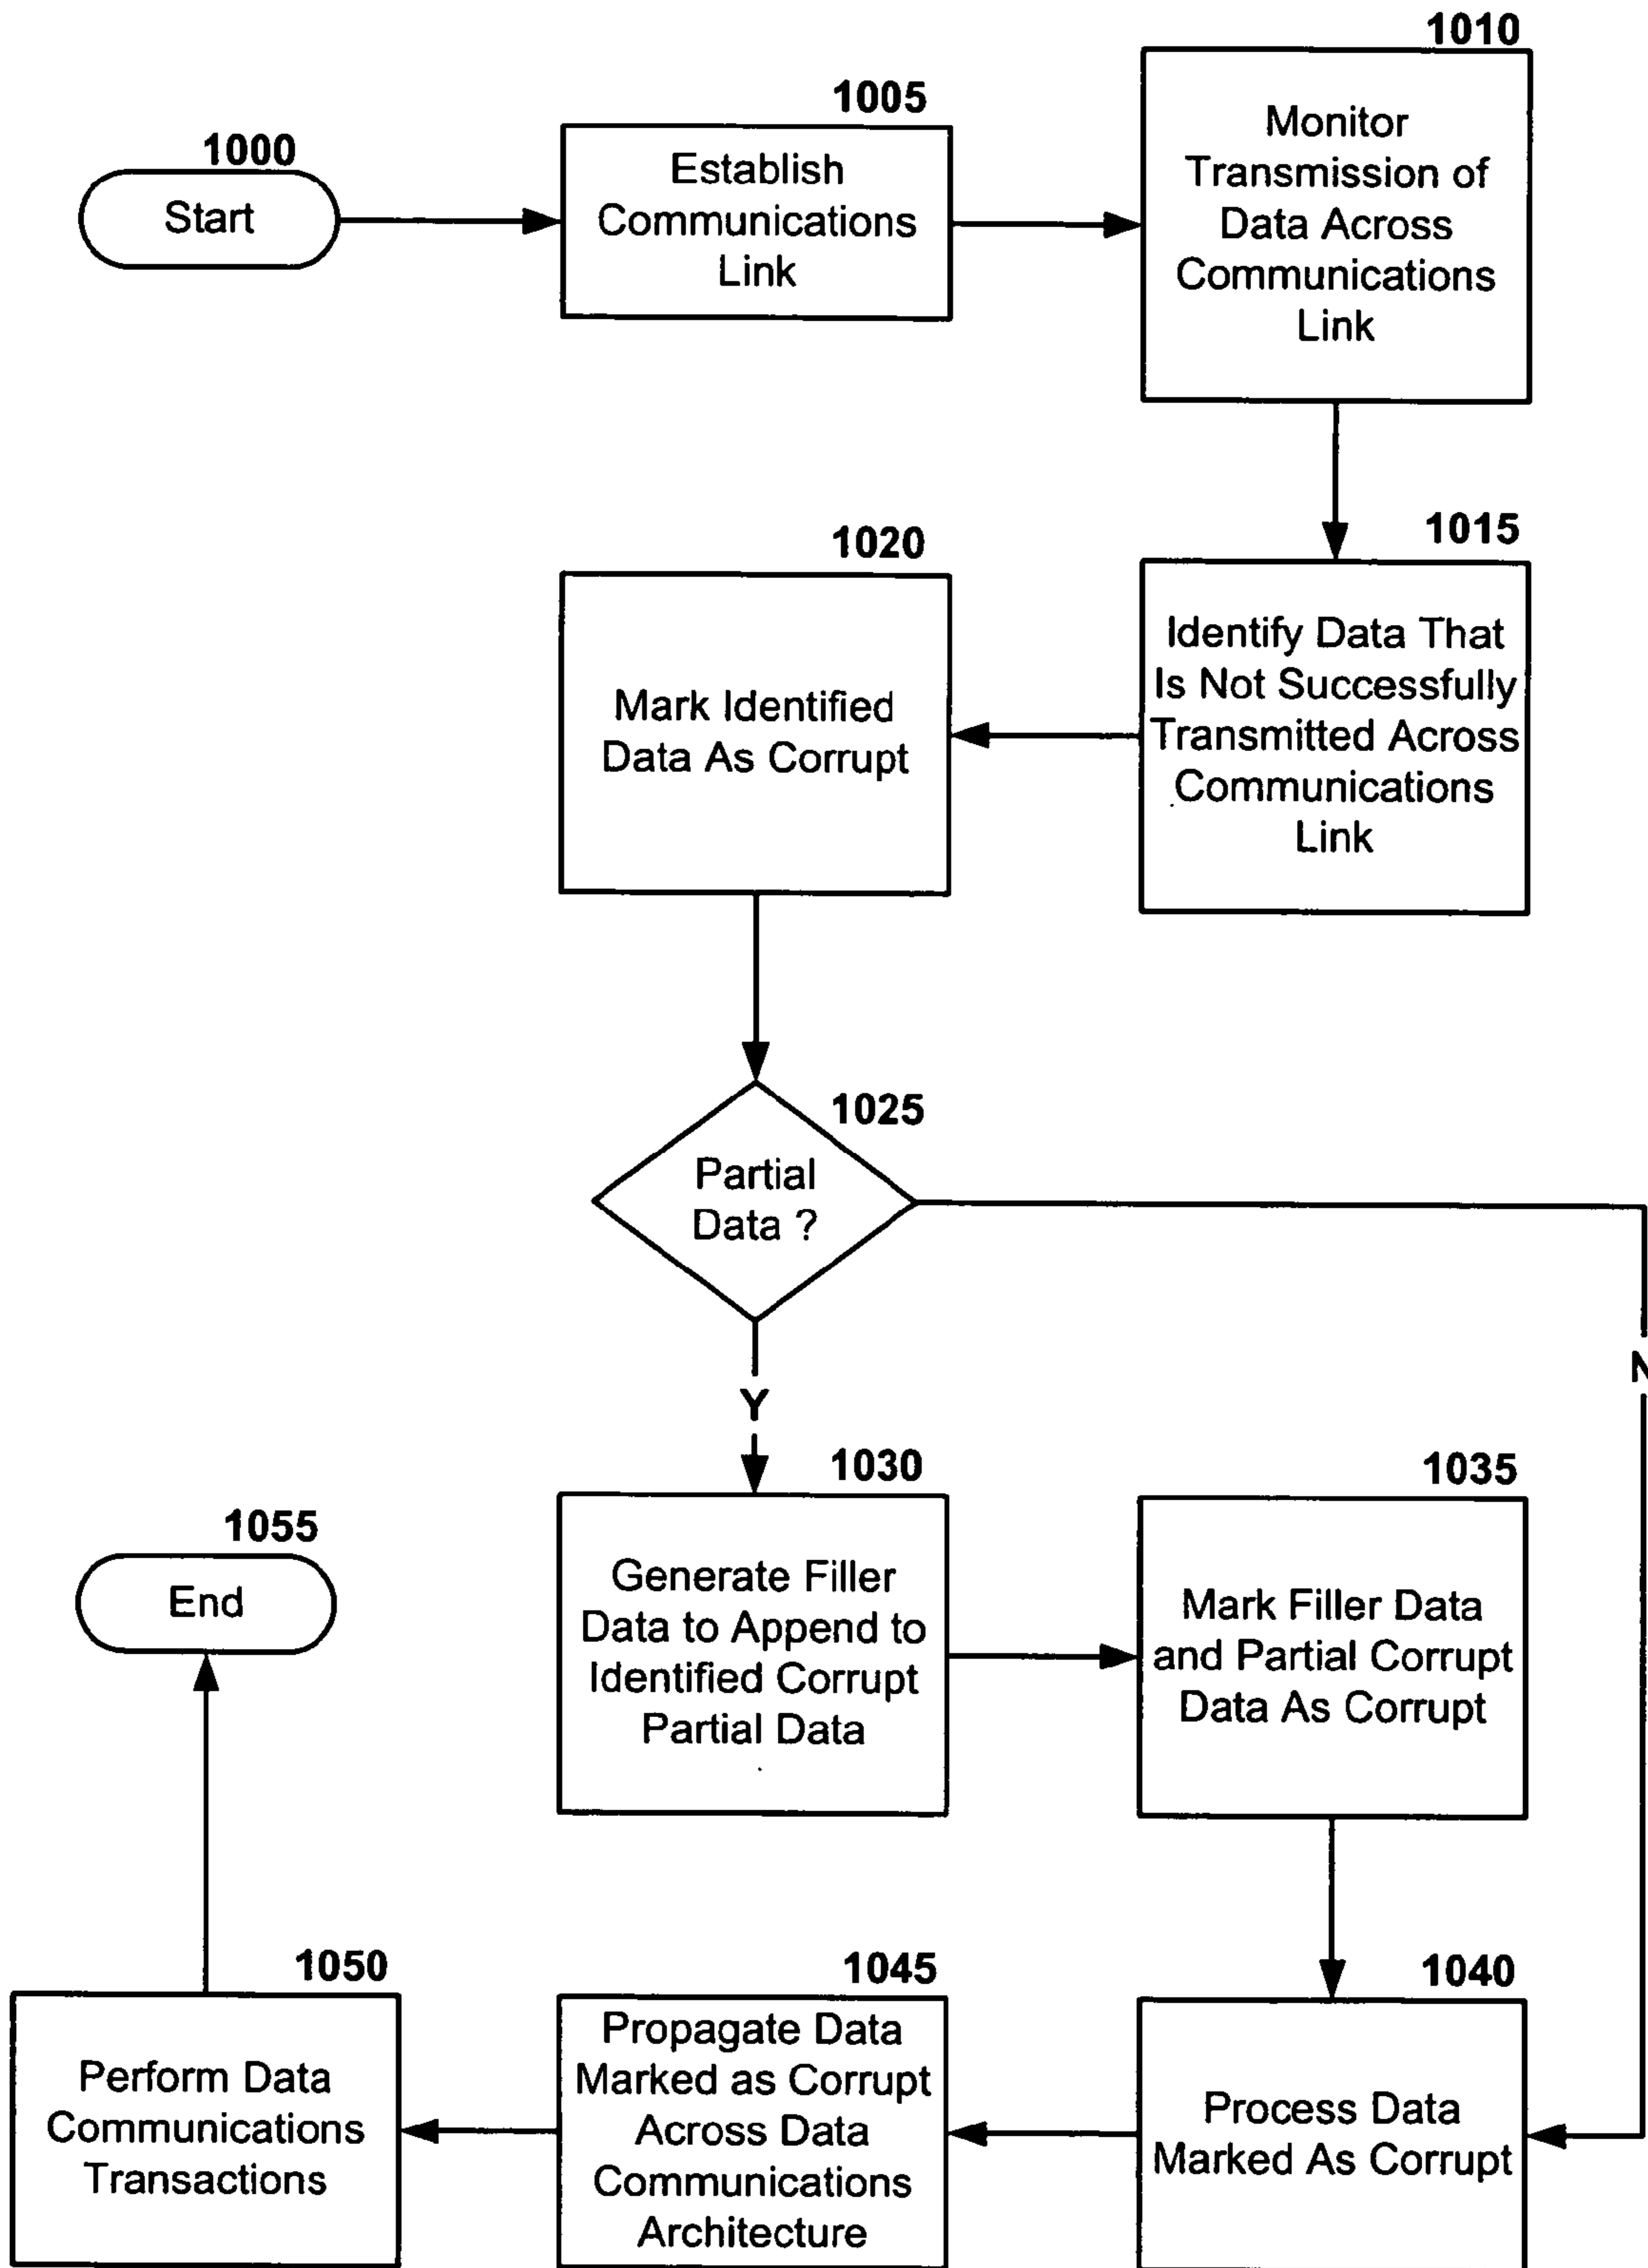 1000
Start
1005
Establish
Communications
Link
1010
Monitor
Transmission of
Data Across
Communications
Link
1015
Identify Data That
Is Not Successfully
Transmitted Across
Communications
Link
1020
Mark Identified
Data As Corrupt
1025
Partial
Data ?
Y
N
1030
Generate Filler
Data to Append to
Identified Corrupt
Partial Data
1035
Mark Filler Data
and Partial Corrupt
Data As Corrupt
1040
Process Data
Marked As Corrupt
1045
Propagate Data
Marked as Corrupt
Across Data
Communications
Architecture
1050
Perform Data
Communications
Transactions
1055
End